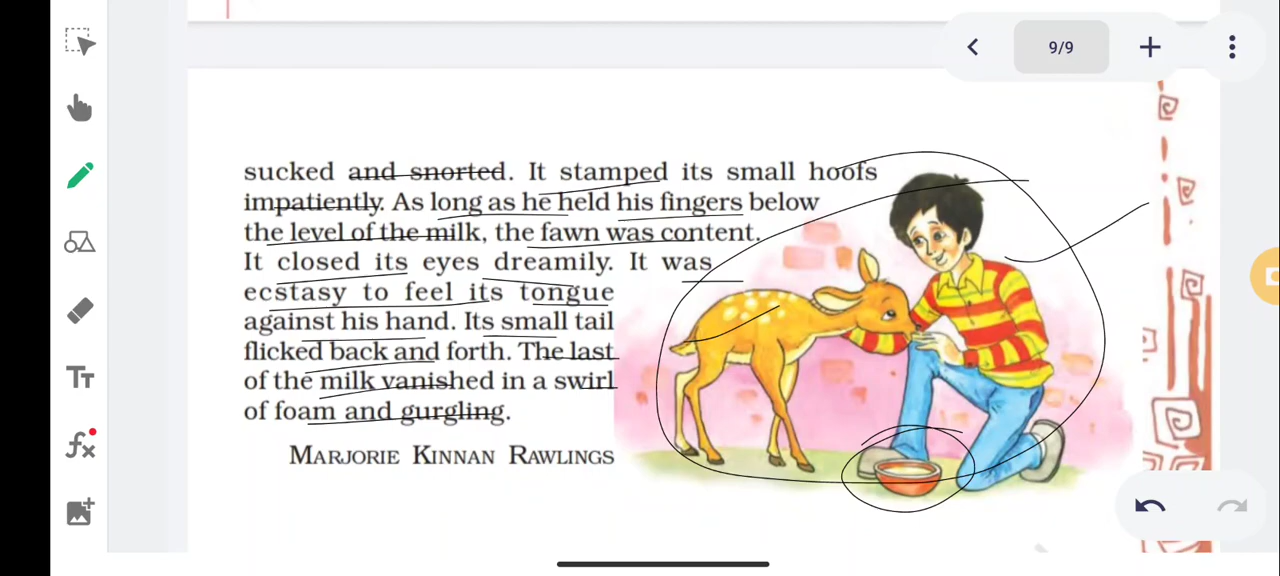 9/9
sucked and snorted. It stamped its small hoofs
impatiently. As long as he held his fingers below
the level of the milk, the fawn was content.
It closed its eyes dreamily. It was
ecstasy to feel its tongue
against his hand. Its small tail
flicked back and forth. The last
of the milk vanished in a swirl
of foam and gurgling.
MARJORIE KINNAN RAWLINGS
Tт
fx